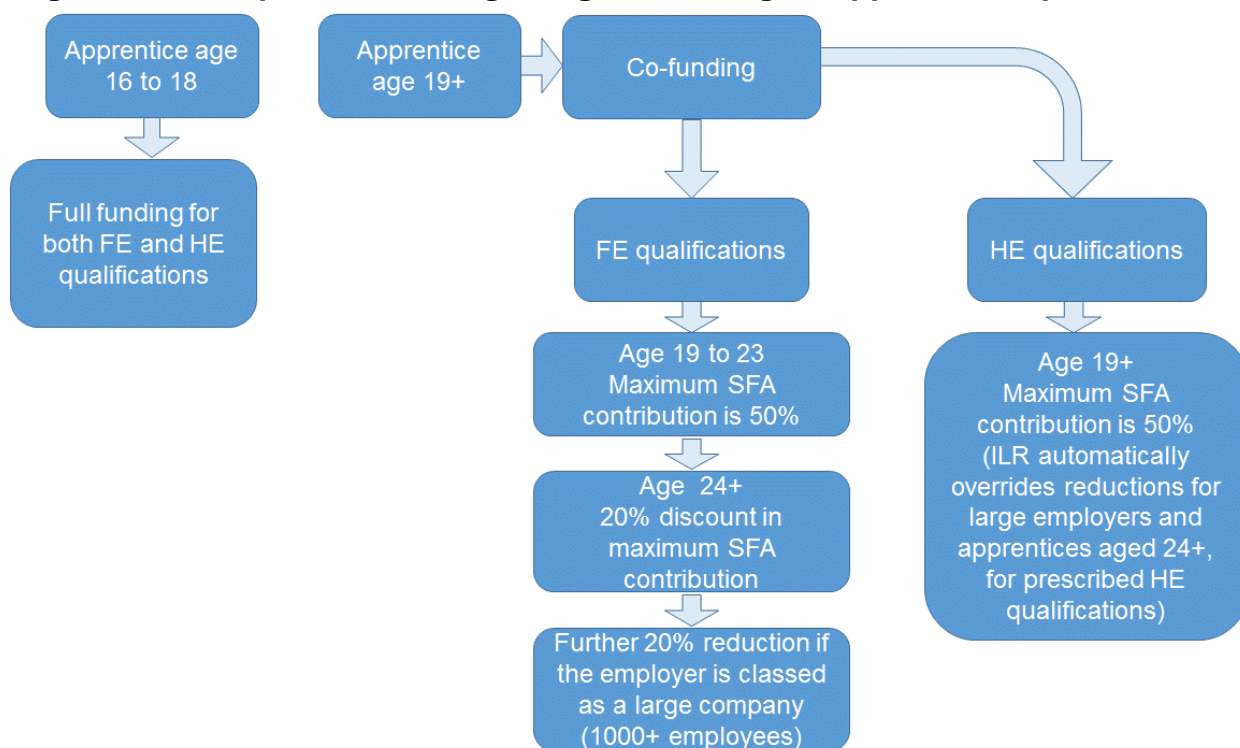 Apprentice age
16 to 18
Full funding for
both FE and HE
qualifications
Apprentice
age 19+
Co-funding
FE qualifications
Age 19 to 23
Maximum SFA
contribution is 50%
Age 24+
20% discount in
maximum SFA
contribution
Further 20% reduction if
the employer is classed
as a large company
(1000+ employees)
HE qualifications
Age 19+
Maximum SFA
contribution is 50%
(ILR automatically
overrides reductions for
large employers and
apprentices aged 24+,
for prescribed HE
qualifications)